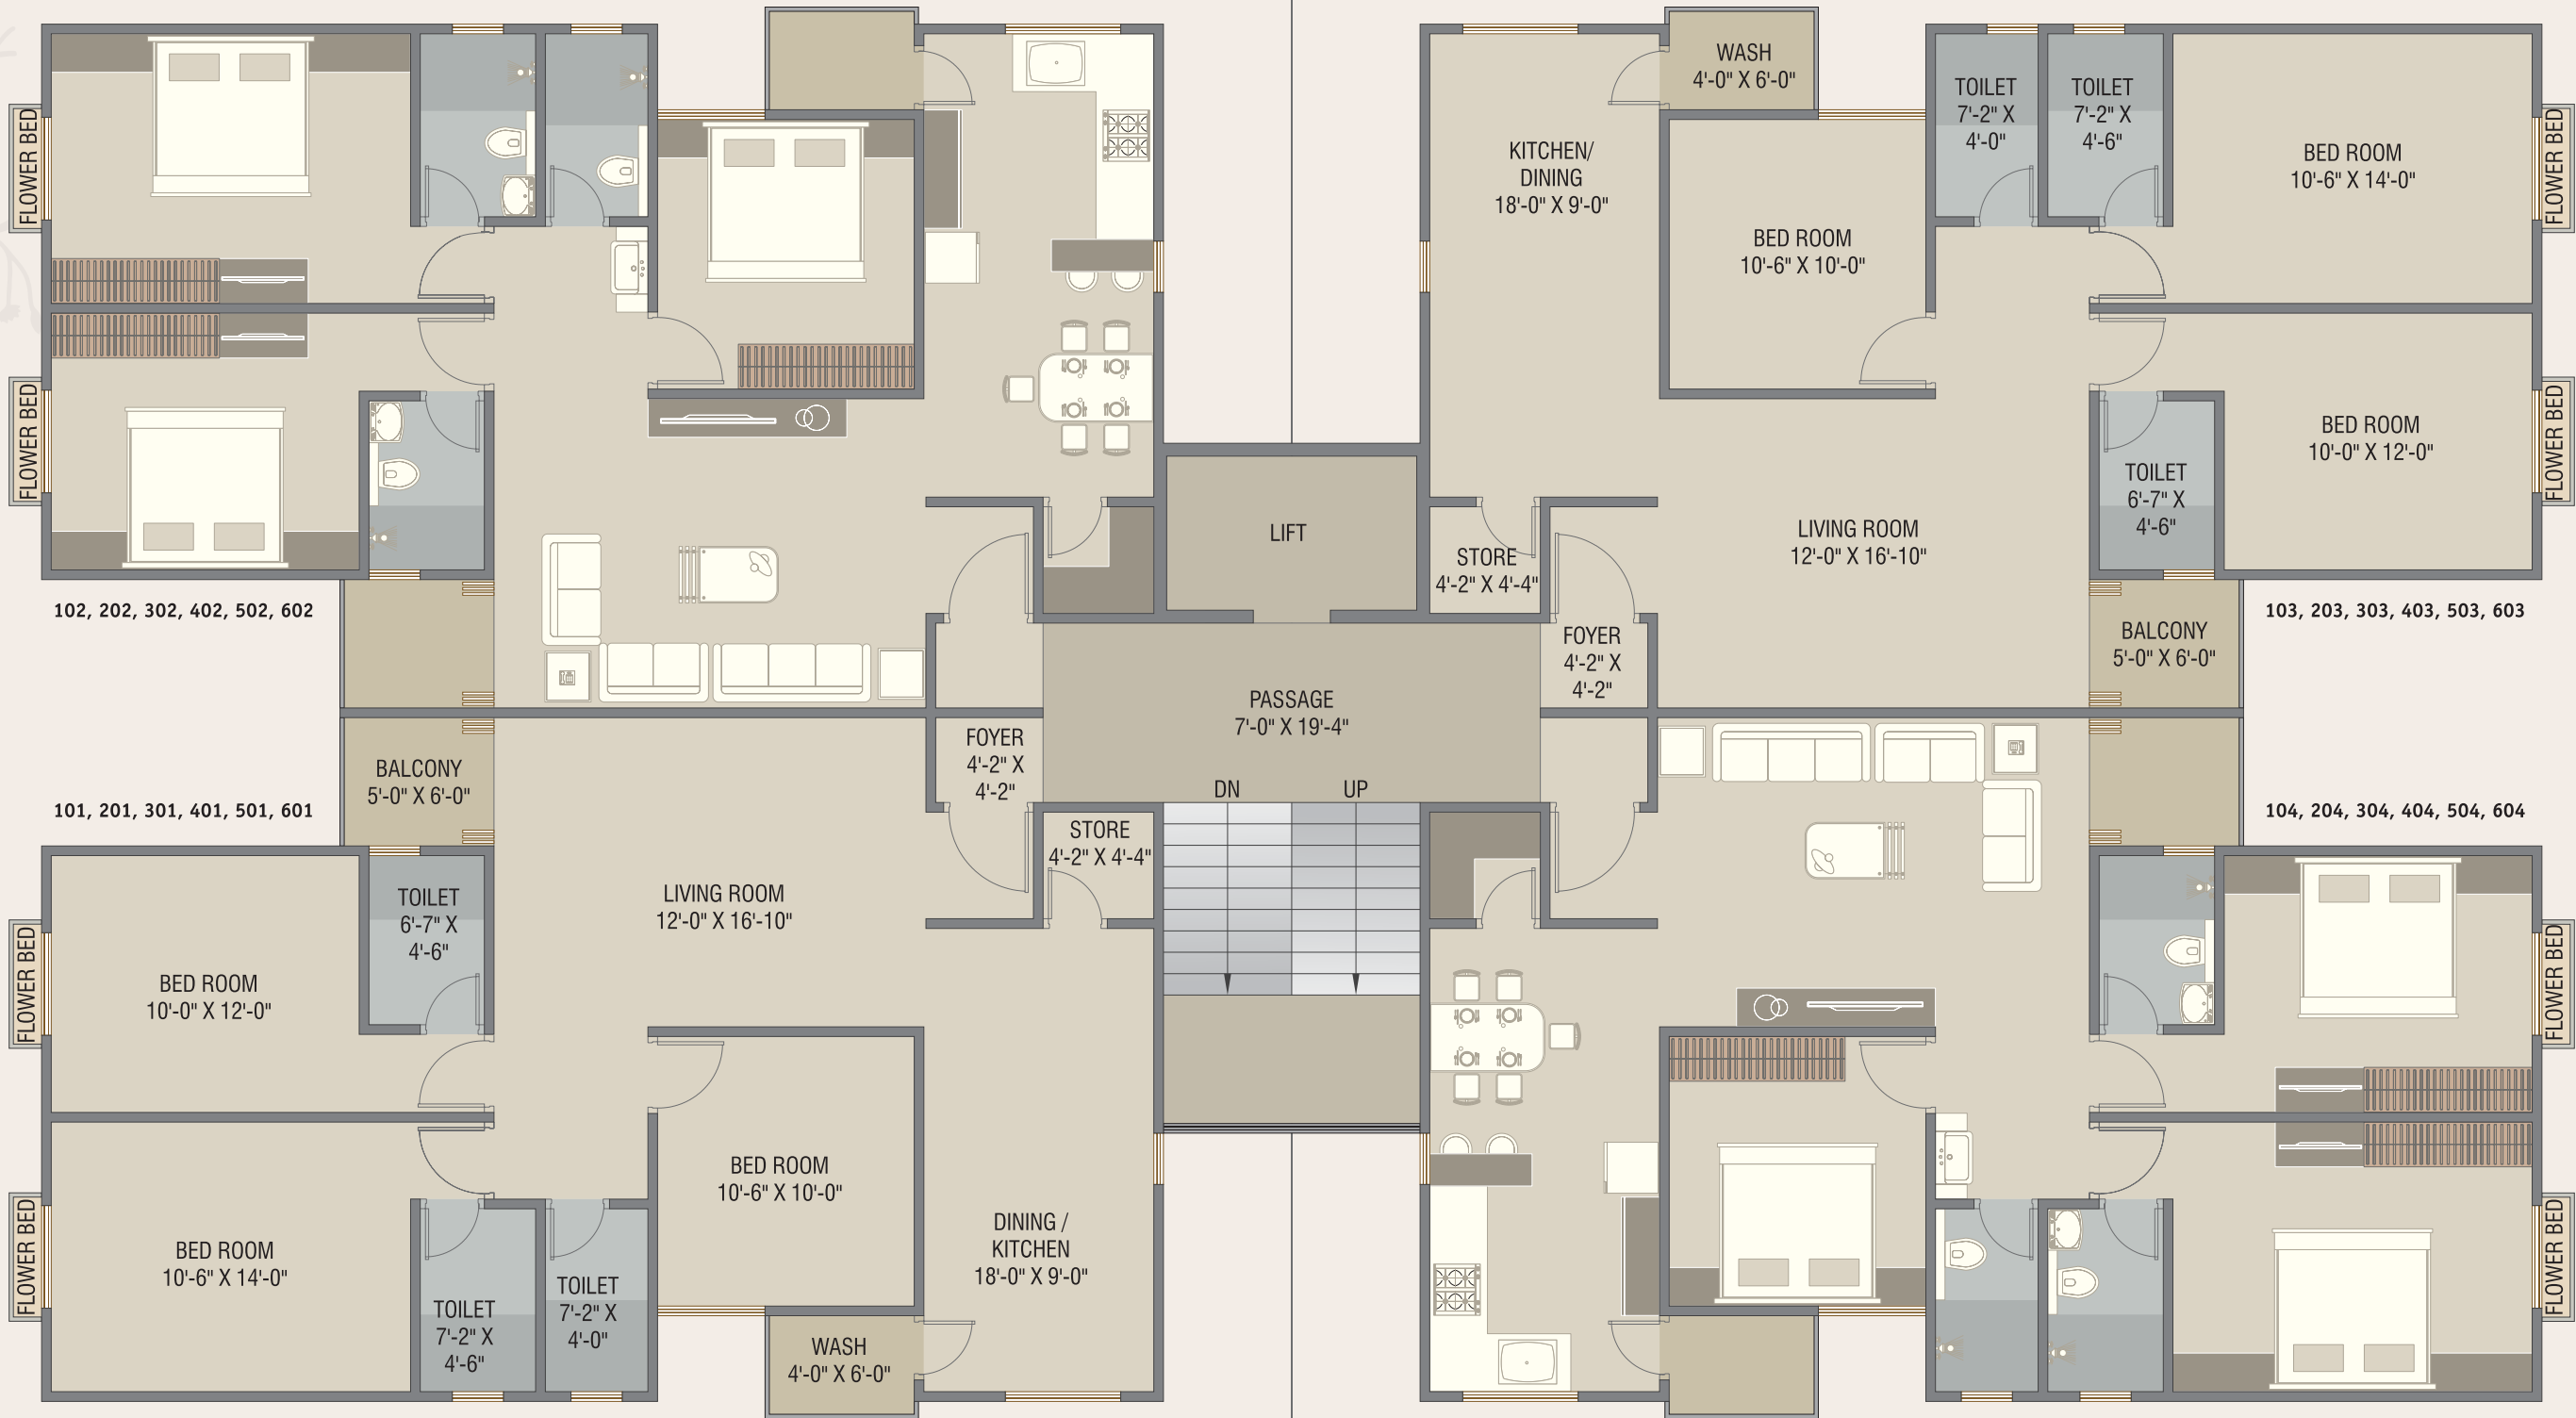 FLOWER BED
FLOWER BED
102, 202, 302, 402, 502, 602
WASH
4'-0" X 6'-0"
KITCHEN/
DINING
18'-0" X 9'-0"
BED ROOM
10'-6" X 10'-0"
TOILET
7'-2" X
4'-0"
TOILET
7'-2" X
4'-6"
BED ROOM
10'-6" X 14'-0"
FLOWER BED
BED ROOM
10'-0" X 12'-0"
FLOWER BED
TOILET
6'-7" X
4'-6"
LIVING ROOM
12'-0" X 16'-10"
LIFT
STORE
4'-2" X 4'-4"
FOYER
4'-2" X
4'-2"
BALCONY
5'-0" X 6'-0"
103, 203, 303, 403, 503, 603
PASSAGE
7'-0" X 19'-4"
DN
UP
FOYER
4'-2" X
4'-2"
STORE
4'-2" X 4'-4"
BALCONY
5'-0" X 6'-0"
101, 201, 301, 401, 501, 601
LIVING ROOM
12'-0" X 16'-10"
TOILET
6'-7" X
4'-6"
BED ROOM
10'-0" X 12'-0"
FLOWER BED
BED ROOM
10'-6" X 14'-0"
FLOWER BED
TOILET
7'-2" X
4'-6"
TOILET
7'-2" X
4'-0"
BED ROOM
10'-6" X 10'-0"
DINING /
KITCHEN
18'-0" X 9'-0"
WASH
4'-0" X 6'-0"
104, 204, 304, 404, 504, 604
FLOWER BED
FLOWER BED